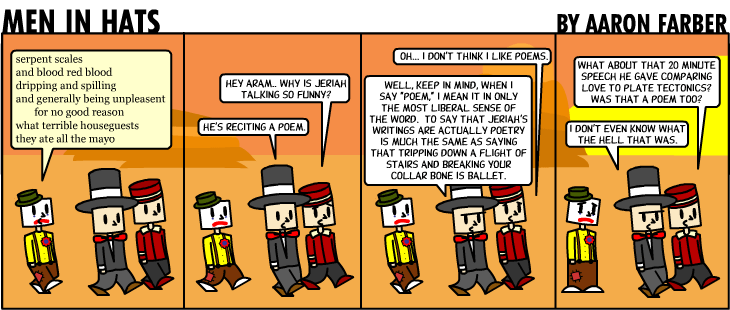 MEN IN HATS
BY AARON FARBER
serpent scales
and blood red blood
dripping and spilling
and generally being unpleasent
for no good reason
what terrible houseguests
they ate all the mayo
HEY ARAM.. WHY IS JERIAH
TALKING SO FUNNY?
HE'S RECITING A POEM.
OH... I DON'T THINK I LIKE POEMS.
WELL, KEEP IN MIND, WHEN I
SAY "POEM," I MEAN IT IN ONLY
THE MOST LIBERAL SENSE OF
THE WORD. TO SAY THAT JERIAH'S
WRITINGS ARE ACTUALLY POETRY
IS MUCH THE SAME AS SAYING
THAT TRIPPING DOWN A FLIGHT OF
STAIRS AND BREAKING YOUR
COLLAR BONE IS BALLET.
WHAT ABOUT THAT 20 MINUTE
SPEECH HE GAVE COMPARING
LOVE TO PLATE TECTONICS?
WAS THAT A POEM TOO?
I DON'T EVEN KNOW WHAT
THE HELL THAT WAS.